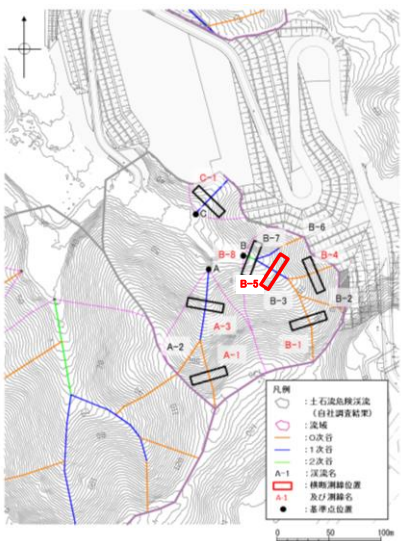 C-1
C
B-6
B-7
B
B-8
B-4
A
B-5
B-3
B-2
A-3
B-1
A-2
A-1
凡例
：土石流危険渓流
（自社調査結果）
：流域
：0次谷
：1次谷
：2次谷
A-1 ：渓流名
：横断測線位置
A-1 及び測線名
：基準点位置
0 50 100m